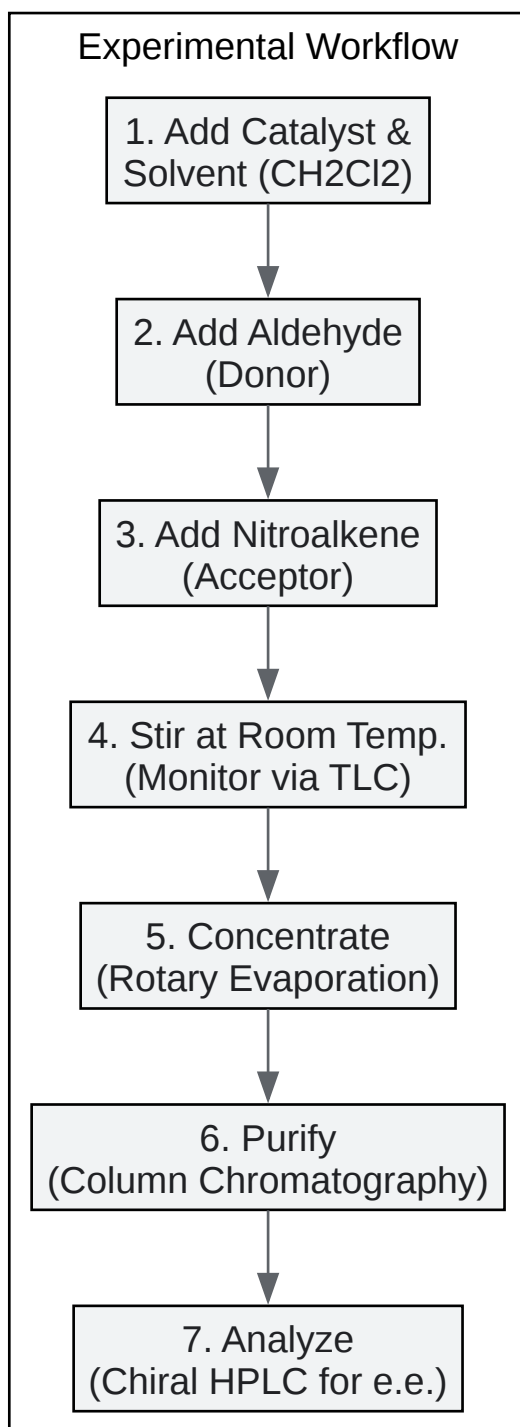 Experimental Workflow
1. Add Catalyst &
Solvent (CH2Cl2)
2. Add Aldehyde
(Donor)
3. Add Nitroalkene
(Acceptor)
4. Stir at Room Temp.
(Monitor via TLC)
5. Concentrate
(Rotary Evaporation)
6. Purify
(Column Chromatography)
7. Analyze
(Chiral HPLC for e.e.)